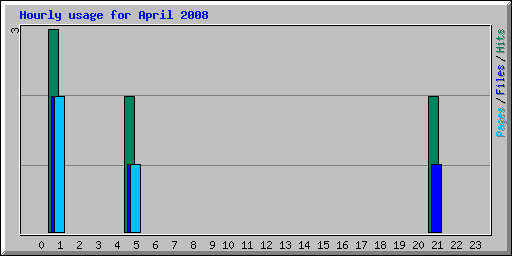 Hourly usage for April 2008
3
Pages/Files/Hits
0 1 2 3 4 5 6 7 8 9 10 11 12 13 14 15 16 17 18 19 20 21 22 23